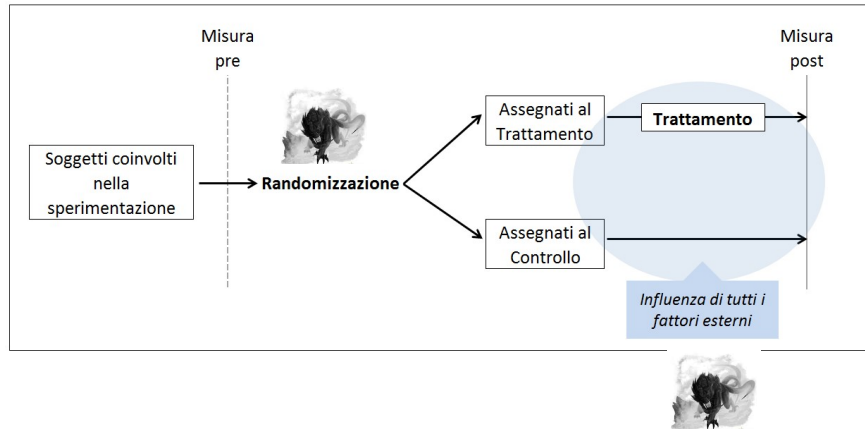 Misura
pre
Misura
post
Soggetti coinvolti
nella
sperimentazione
Randomizzazione
Assegnati al
Trattamento
Trattamento
Assegnati al
Controllo
Influenza di tutti i
fattori esterni